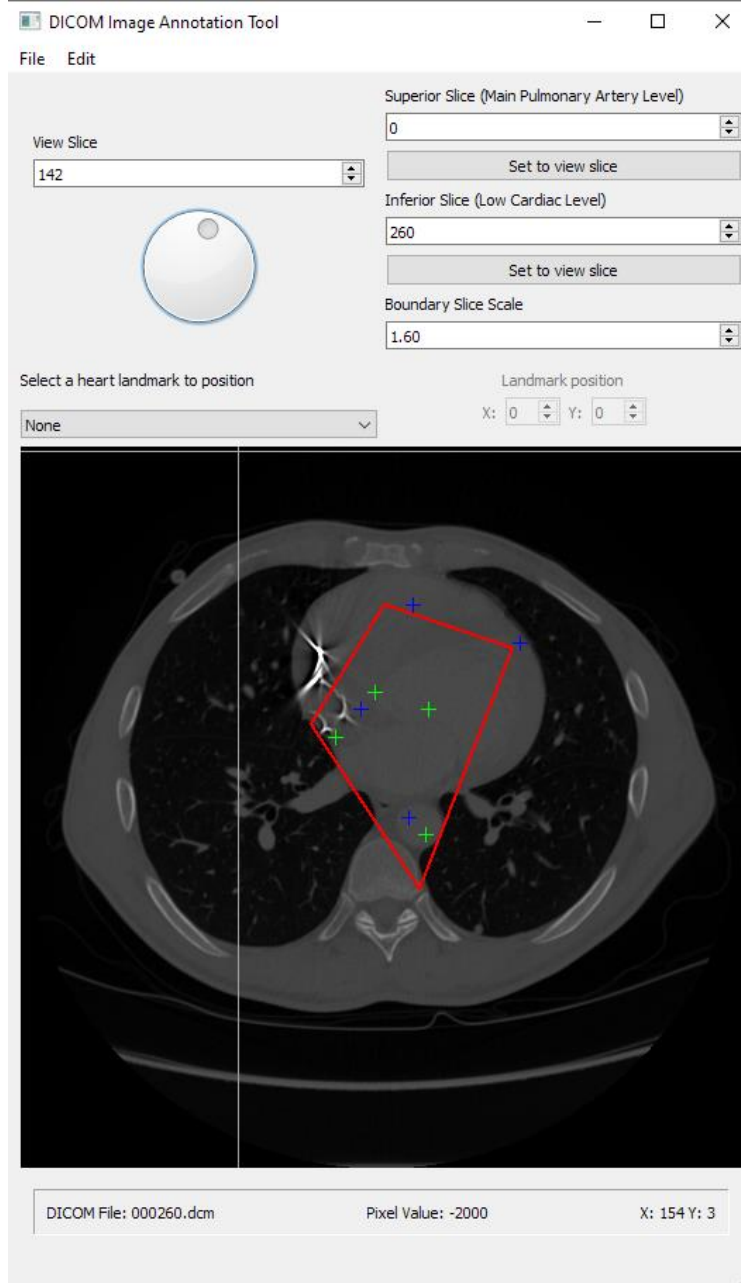 DICOM Image Annotation Tool
File Edit
Superior Slice (Main Pulmonary Artery Level)
0
Set to view slice
View Slice
142
Inferior Slice (Low Cardiac Level)
260
Set to view slice
Boundary Slice Scale
1.60
Select a heart landmark to position
None
Landmark position
X: 0 Y: 0
DICOM File: 000260.dcm Pixel Value: -2000 X: 154 Y: 3